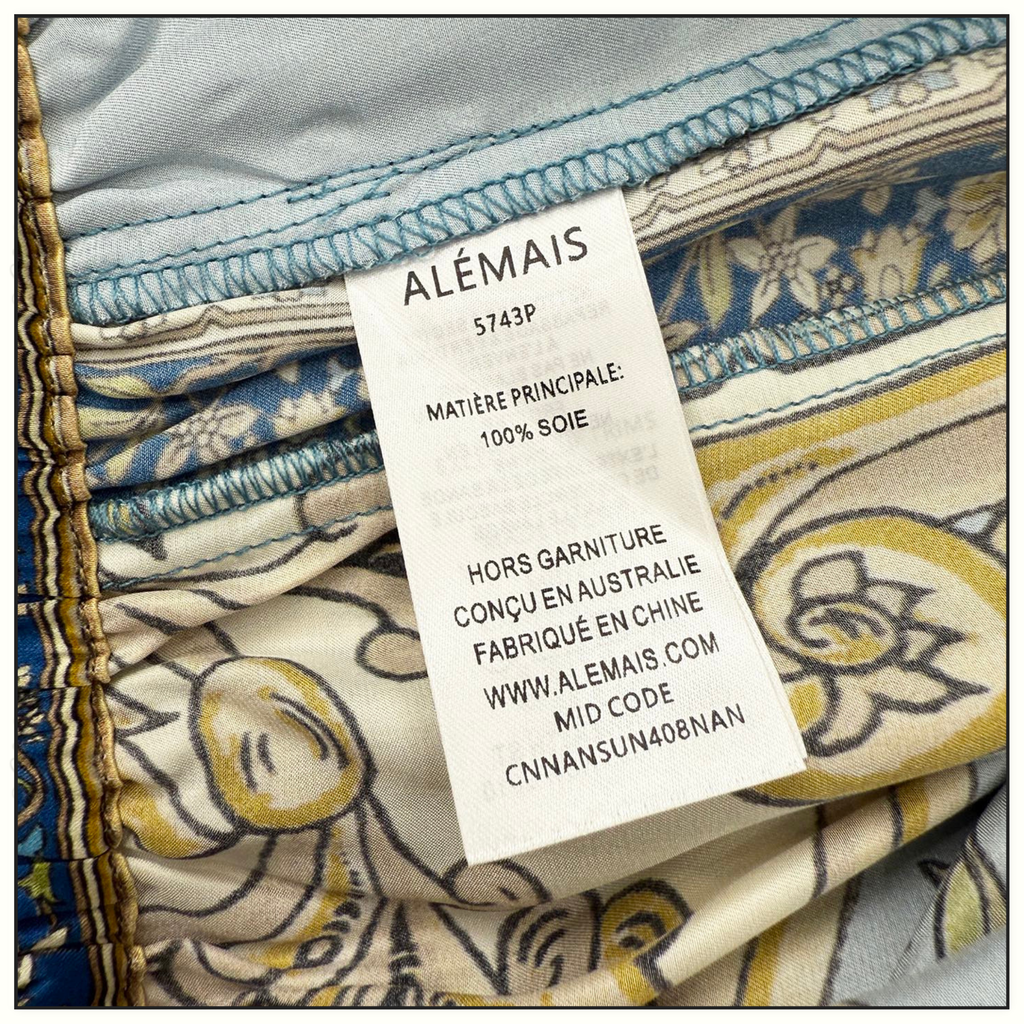 ALÉMAIS
5743P
MATIÈRE PRINCIPALE:
100% SOIE
HORS GARNITURE
CONÇU EN AUSTRALIE
FABRIQUÉ EN CHINE
WWW.ALEMAIS.COM
MID CODE
CNNANSUN408NAN